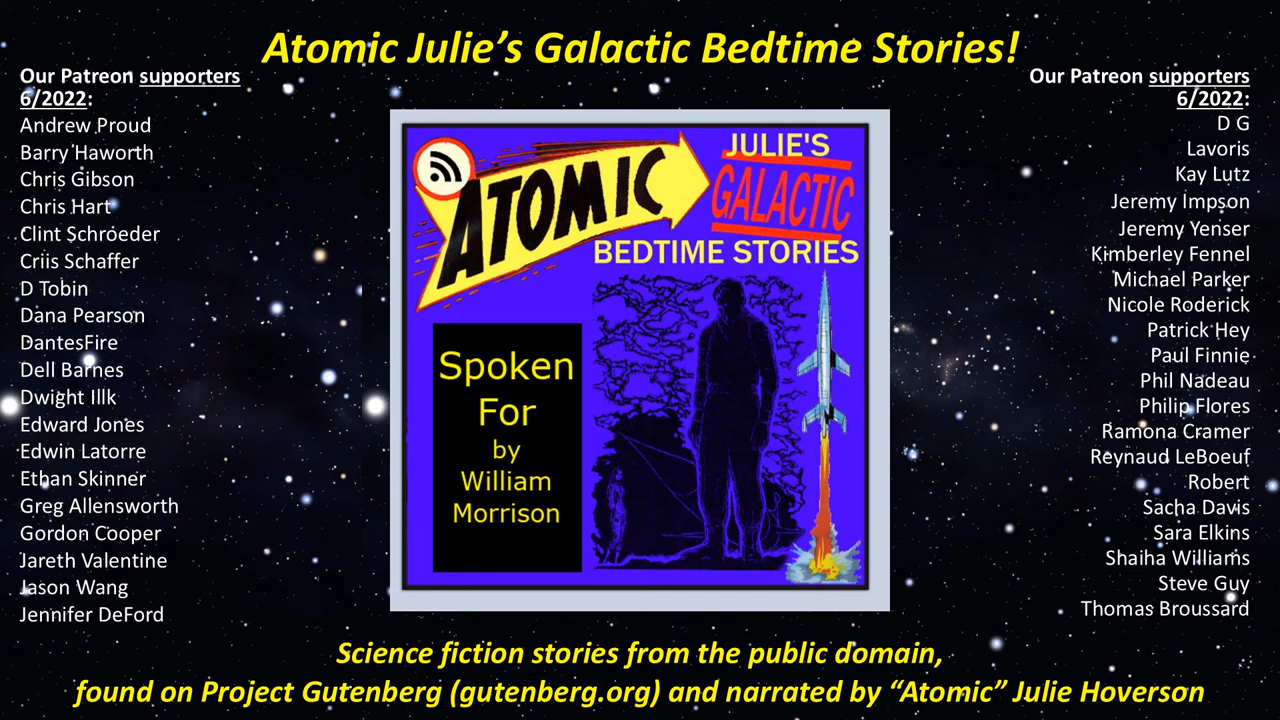 Atomic Julie’s Galactic Bedtime Stories!
Our Patreon supporters
6/2022:
Andrew Proud
Barry Haworth
Chris Gibson
Chris Hart
Clint Schroeder
Criis Schaffer
D Tobin
Dana Pearson
DantesFire
Dell Barnes
Dwight Illk
Edward Jones
Edwin Latorre
Ethan Skinner
Greg Allensworth
Gordon Cooper
Jareth Valentine
Jason Wang
Jennifer DeFord
ATOMIC
JULIE'S
GALACTIC
BEDTIME STORIES
Spoken
For
by
William
Morrison
Our Patreon supporters
6/2022:
D G
Lavoris
Kay Lutz
Jeremy Impson
Jeremy Yenser
Kimberley Fennel
Michael Parker
Nicole Roderick
Patrick Hey
Paul Finnie
Phil Nadeau
Philip Flores
Ramona Cramer
Reynaud LeBoeuf
Robert
Sacha Davis
Sara Elkins
Shaiha Williams
Steve Guy
Thomas Broussard
Science fiction stories from the public domain,
found on Project Gutenberg (gutenberg.org) and narrated by “Atomic” Julie Hoverson